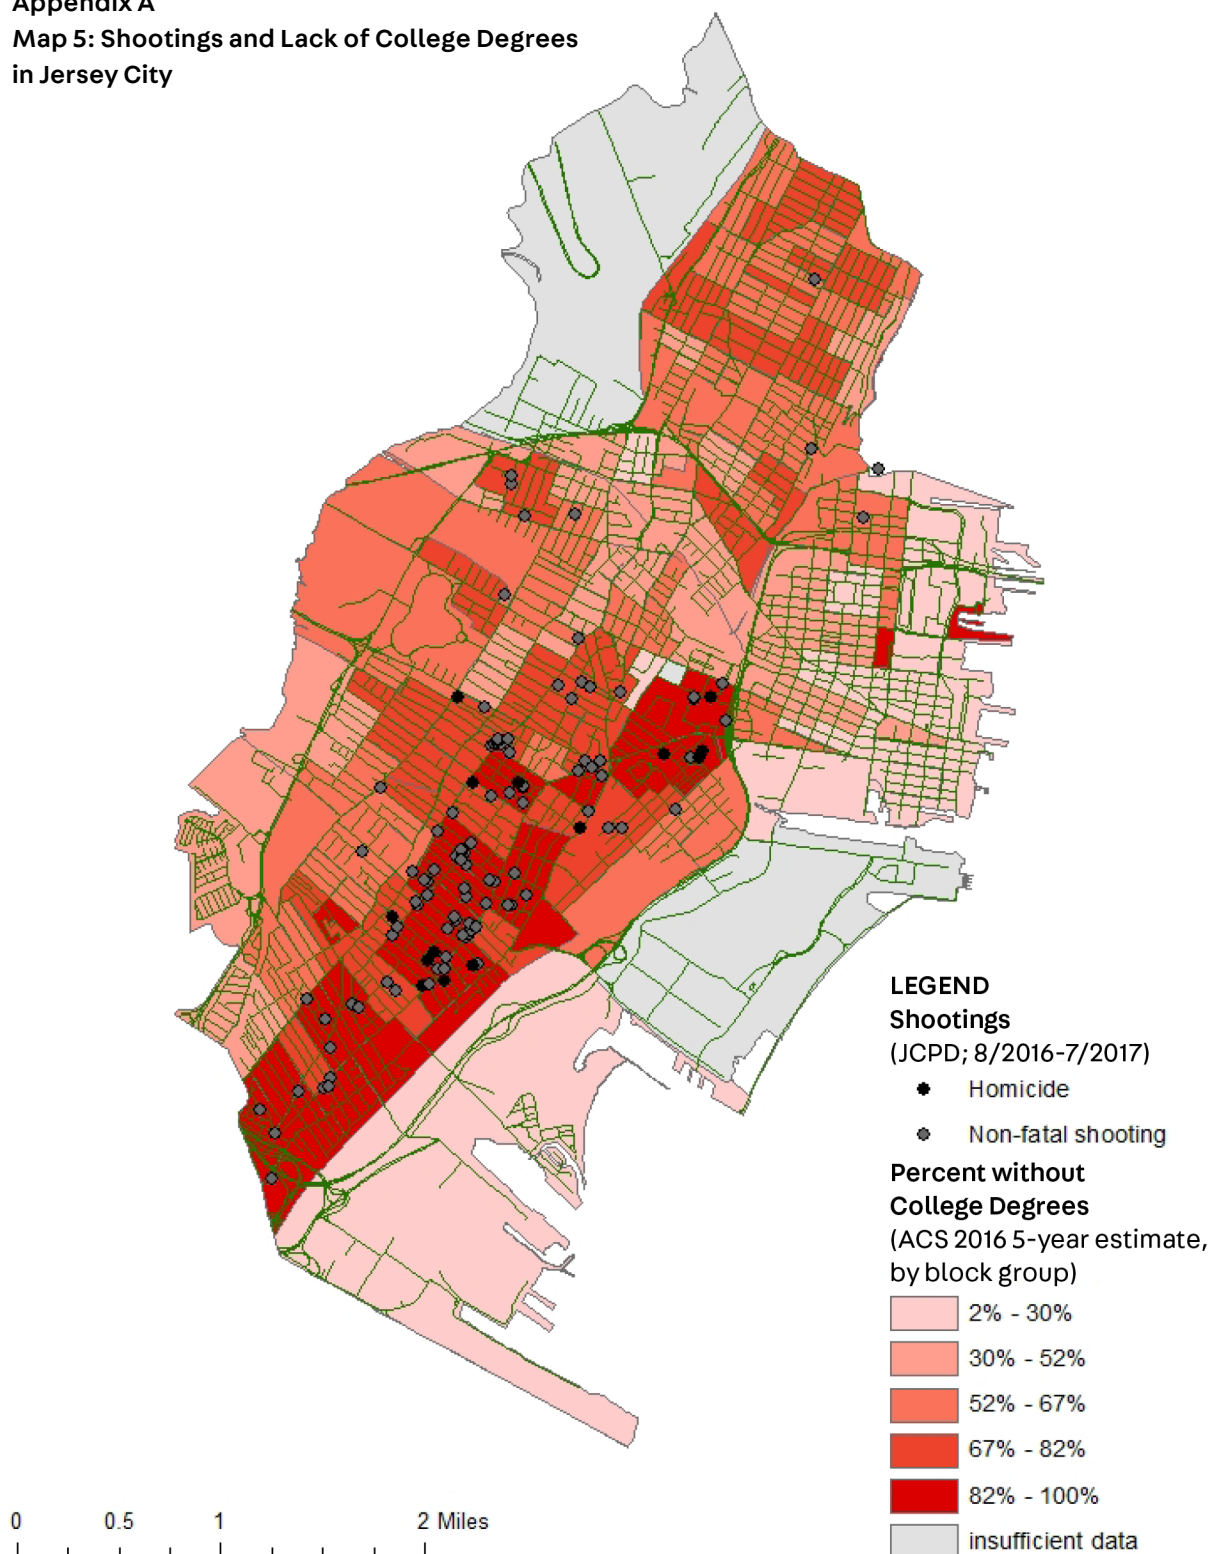 Appendix A
Map 5: Shootings and Lack of College Degrees
in Jersey City
LEGEND
Shootings
(JCPD; 8/2016-7/2017)
Homicide
Non-fatal shooting
Percent without
College Degrees
(ACS 2016 5-year estimate,
by block group)
2% - 30%
30% - 52%
52% - 67%
67% - 82%
82% - 100%
insufficient data
0 0.5 1 2 Miles